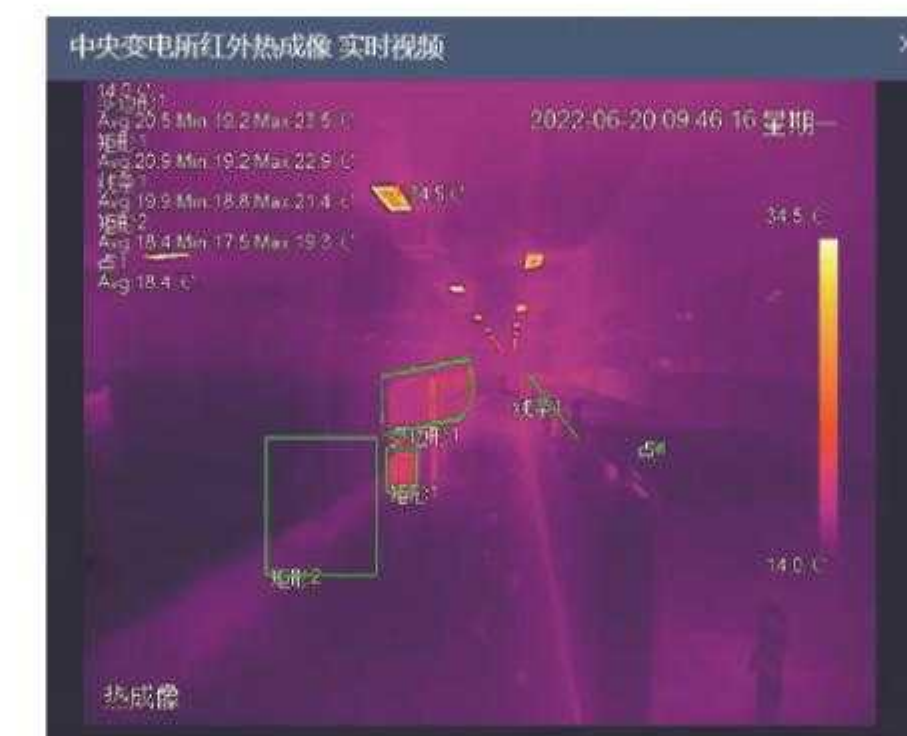 中央变电所红外热成像 实时视频
2022-06-20 09 46 16 星期一
Avg 20.5 Min 19.2 Max 23.5
Avg 20.9 Min 19.2 Max 22.9
Avg 19.9 Min 18.8 Max 21.4
矩形:2
Avg 18.4 Min 17.5 Max 19.3
Avg 18.4
34.5
34.5
线段1
矩形:1
矩形:2
14.0
热成像